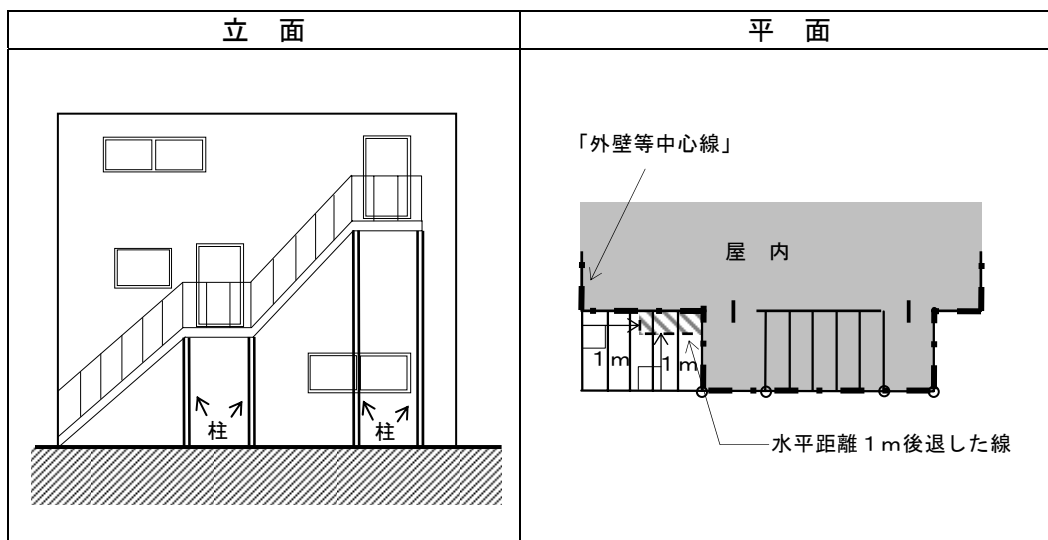 立　面
平　面
「外壁等中心線」
屋　内
１ｍ
１ｍ
柱
柱
水平距離１ｍ後退した線